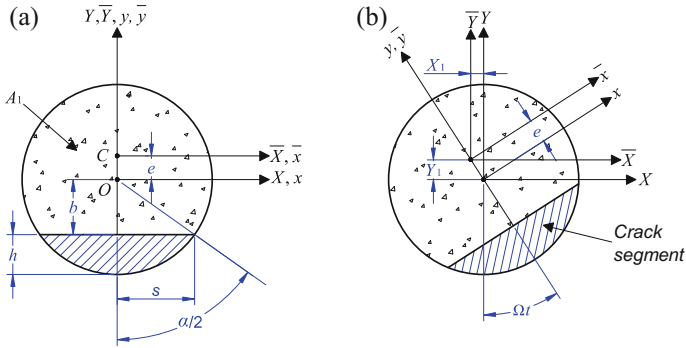 (a)
Y, Y̅, y, y̅
A₁
C
e
X̅, x̅
O
X, x
b
h
s
α/2
(b)
y, y̅
Y̅ Y
X₁
x̅
x
e
Y₁
X̅
X
Crack
segment
Ωt